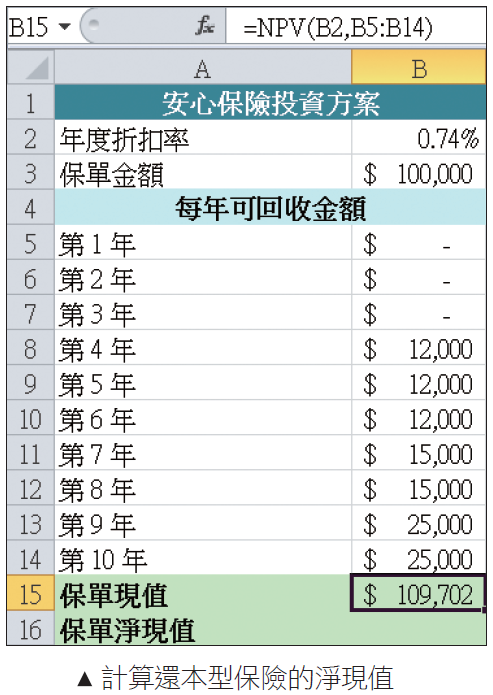 B15 fx =NPV(B2,B5:B14)
A B
1 安心保險投資方案
2 年度折扣率 0.74%
3 保單金額 $ 100,000
4 每年可回收金額
5 第 1 年 $ -
6 第 2 年 $ -
7 第 3 年 $ -
8 第 4 年 $ 12,000
9 第 5 年 $ 12,000
10 第 6 年 $ 12,000
11 第 7 年 $ 15,000
12 第 8 年 $ 15,000
13 第 9 年 $ 25,000
14 第 10 年 $ 25,000
15 保單現值 $ 109,702
16 保單淨現值
▲ 計算還本型保險的淨現值